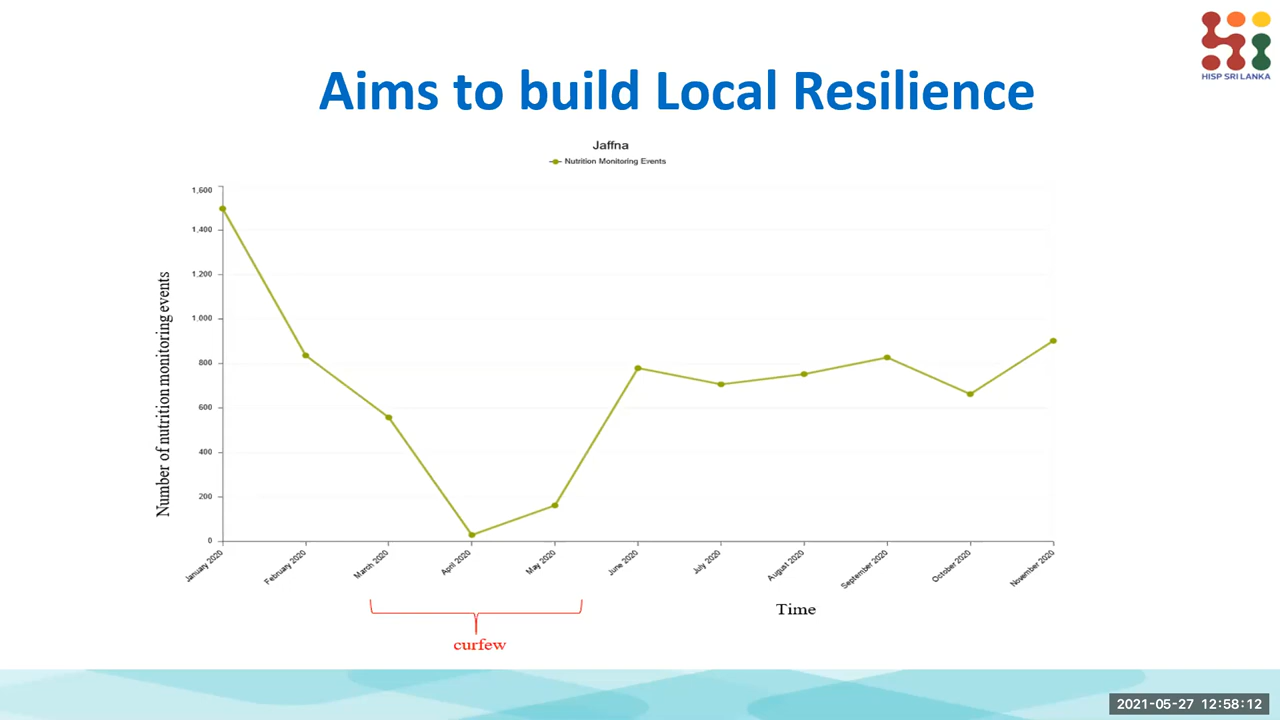 HISP SRI LANKA
Aims to build Local Resilience
Jaffna
Nutrition Monitoring Events
Number of nutrition monitoring events
1,600
1,400
1,200
1,000
800
600
400
200
0
January 2020
February 2020
March 2020
April 2020
May 2020
June 2020
July 2020
August 2020
September 2020
October 2020
November 2020
Time
curfew
2021-05-27 12:58:12